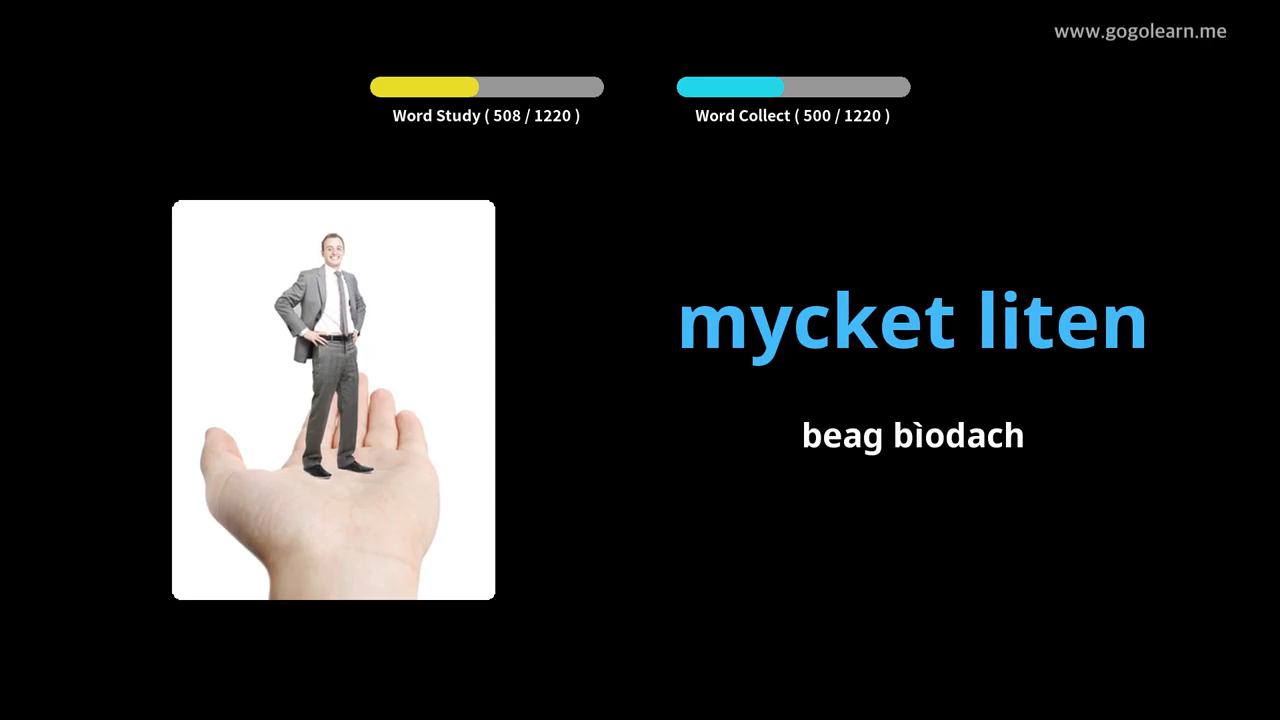 www.gogolearn.me
Word Study ( 508 / 1220 )
Word Collect ( 500 / 1220 )
mycket liten
beag bìodach